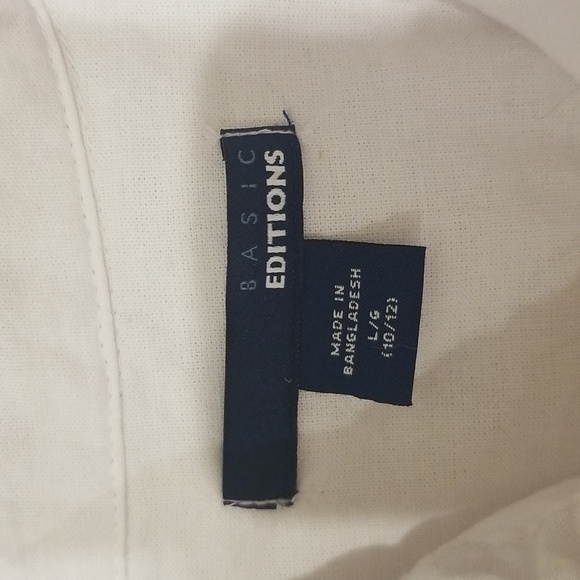 BASIC
EDITIONS
MADE IN
BANGLADESH
L/G
(10/12)